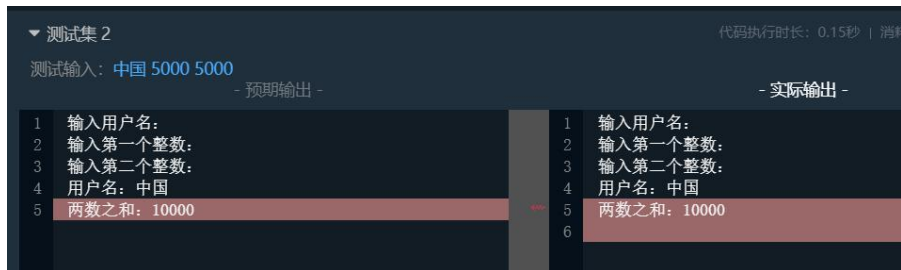 测试集 2
代码执行时长：0.15秒 | 消耗
测试输入：中国 5000 5000
- 预期输出 -
- 实际输出 -
1 输入用户名：
2 输入第一个整数：
3 输入第二个整数：
4 用户名：中国
5 两数之和：10000
1 输入用户名：
2 输入第一个整数：
3 输入第二个整数：
4 用户名：中国
5 两数之和：10000
6